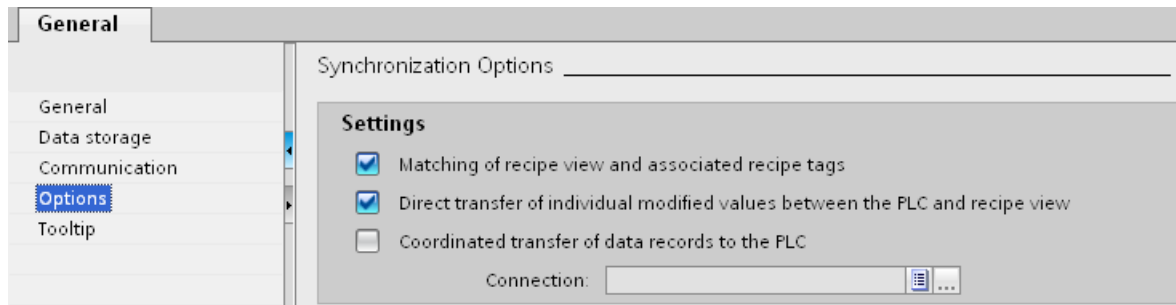 General
Synchronization Options
General
Data storage
Communication
Options
Tooltip
Settings
Matching of recipe view and associated recipe tags
Direct transfer of individual modified values between the PLC and recipe view
Coordinated transfer of data records to the PLC
Connection:
...